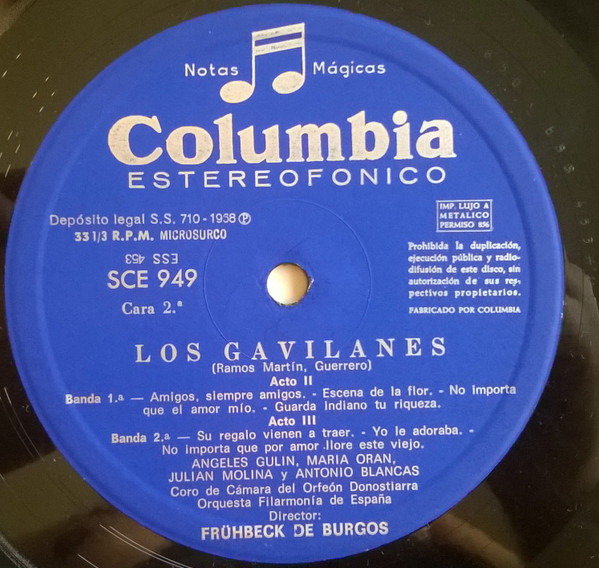 Notas Mágicas
Columbia
ESTEREOFONICO
Depósito legal S.S. 710-1968 Ⓟ
33 1/3 R.P.M. MICROSURCO
IMP. LUJO A
METALICO
PERMISO 856
ESS 453
SCE 949
Cara 2.ª
Prohibida la duplicación,
ejecución pública y radio-
difusión de este disco, sin
autorización de sus res-
pectivos propietarios.
FABRICADO POR COLUMBIA
LOS GAVILANES
(Ramos Martín, Guerrero)
Acto II
Banda 1.ª — Amigos, siempre amigos. - Escena de la flor. - No importa
que el amor mío. - Guarda Indiano tu riqueza.
Acto III
Banda 2.ª — Su regalo vienen a traer. - Yo le adoraba. -
No importa que por amor llore este viejo.
ANGELES GULIN, MARIA ORAN,
JULIAN MOLINA y ANTONIO BLANCAS
Coro de Cámara del Orfeón Donostiarra
Orquesta Filarmonía de España
Director:
FRÜHBECK DE BURGOS